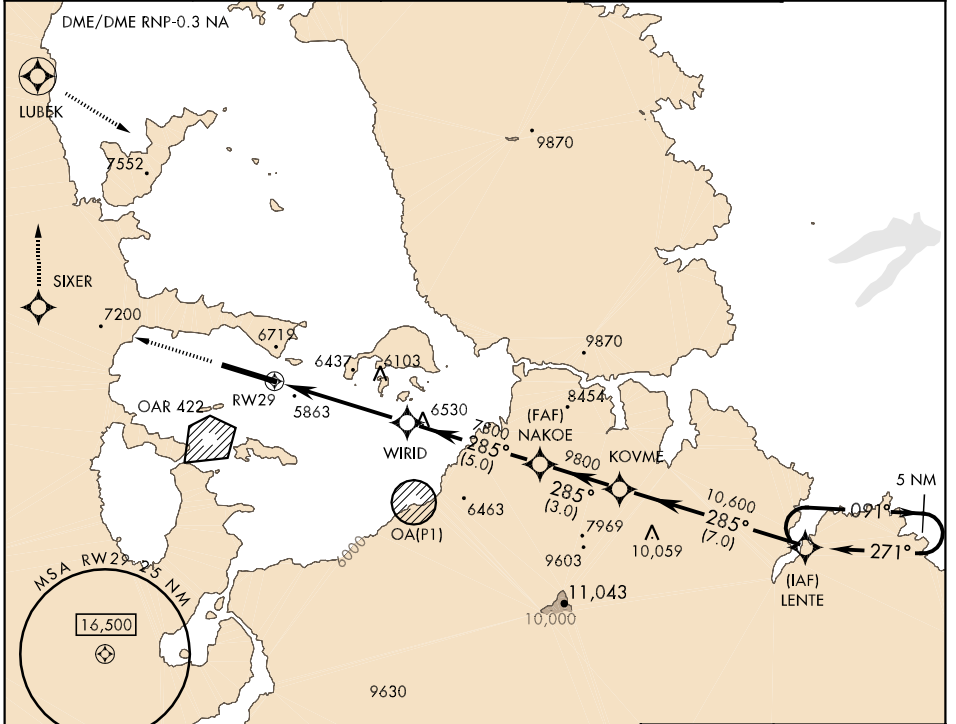 DME/DME RNP-0.3 NA
LUBEK
7552
9870
SIXER
7200
6719
9870
6437
6103
8454
RW29
5863
OAR 422
6530
(FAF)
7800
NAKOE
285°
(5.0)
WIRID
9800
KOVME
5 NM
285°
(3.0)
10,600
091°
285°
(7.0)
6463
7969
OA(P1)
10,059
271°
6000
9603
(IAF)
LENTE
MSA RW29 25 NM
11,043
10,000
16,500
9630